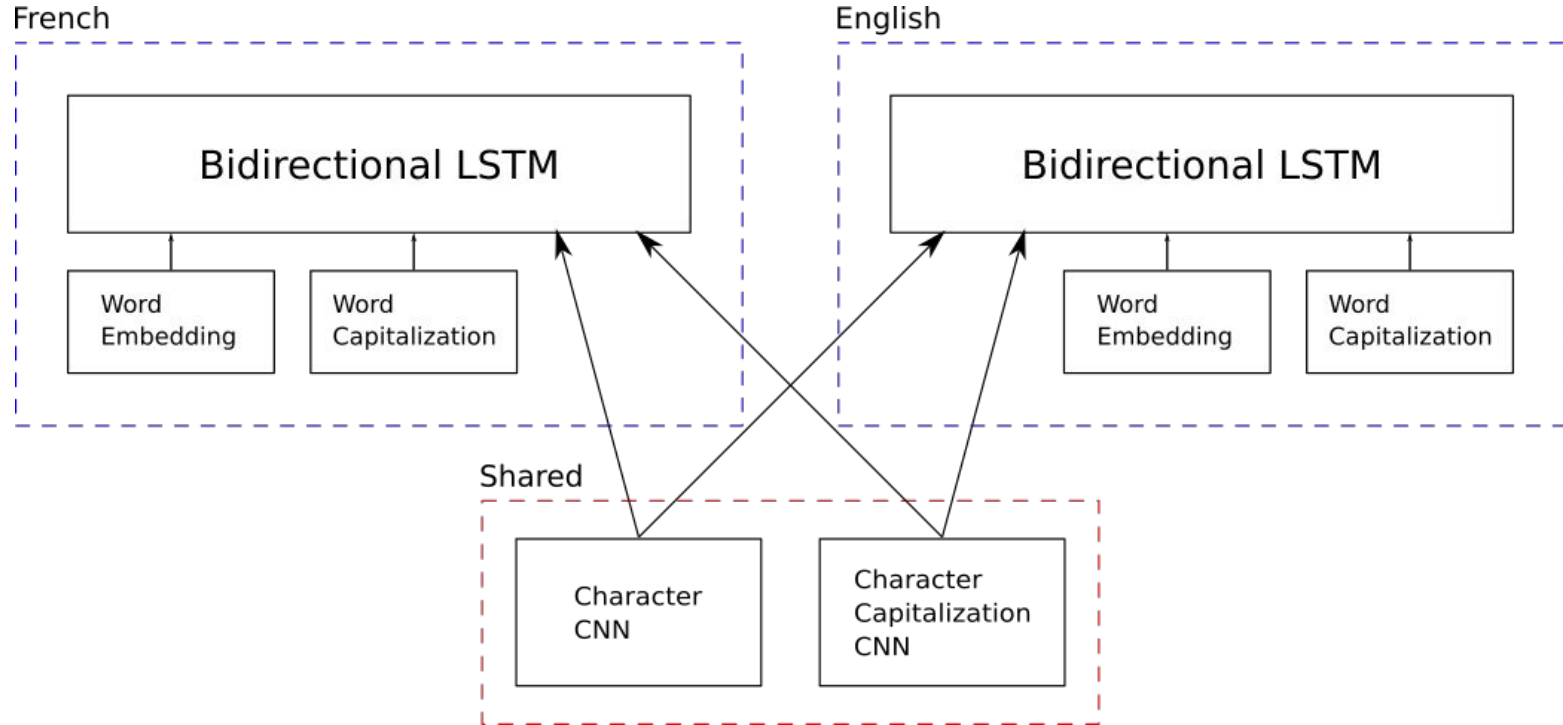 French
Bidirectional LSTM
Word
Embedding
Word
Capitalization
English
Bidirectional LSTM
Word
Embedding
Word
Capitalization
Shared
Character
CNN
Character
Capitalization
CNN